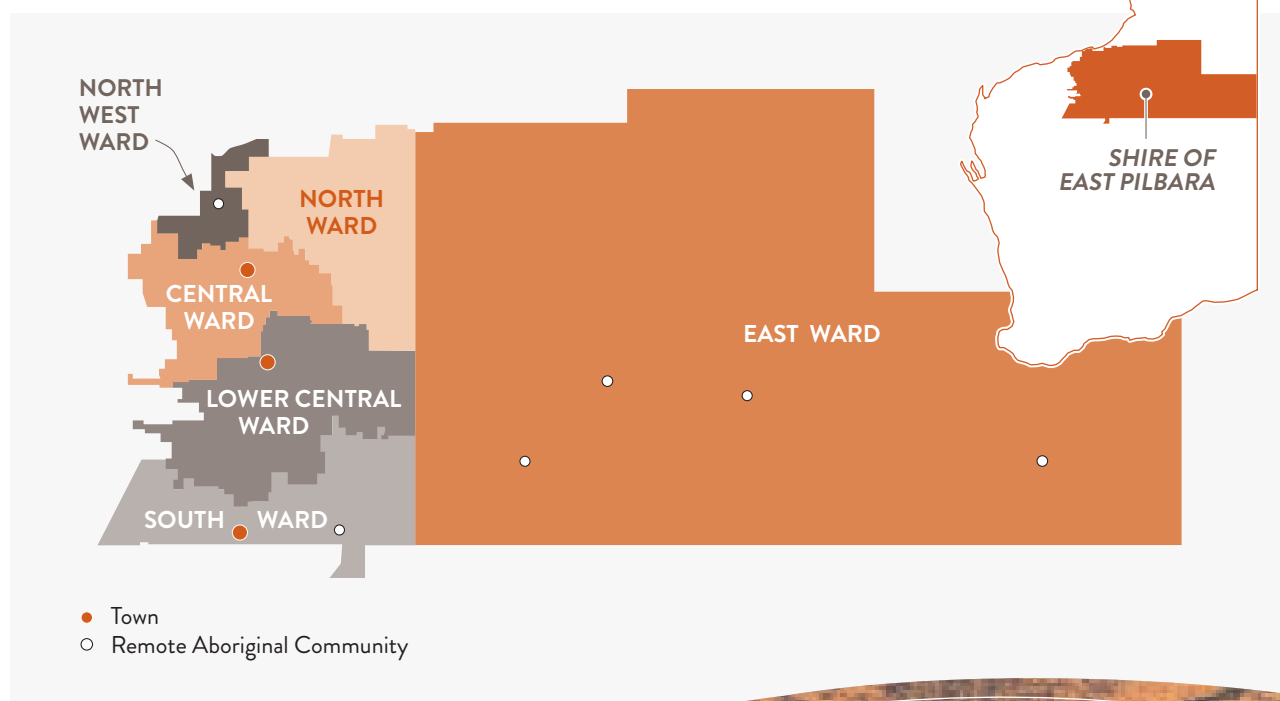 NORTH
WEST
WARD
NORTH
WARD
SHIRE OF
EAST PILBARA
CENTRAL
WARD
EAST WARD
LOWER CENTRAL
WARD
SOUTH WARD
Town
Remote Aboriginal Community